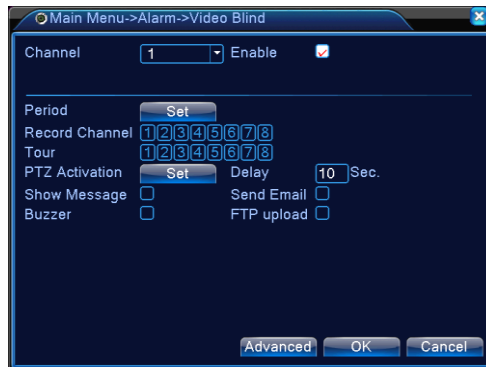 Main Menu->Alarm->Video Blind
Channel 1 Enable
Period Set
Record Channel 1 2 3 4 5 6 7 8
Tour 1 2 3 4 5 6 7 8
PTZ Activation Set Delay 10 Sec.
Show Message Send Email
Buzzer FTP upload
Advanced OK Cancel